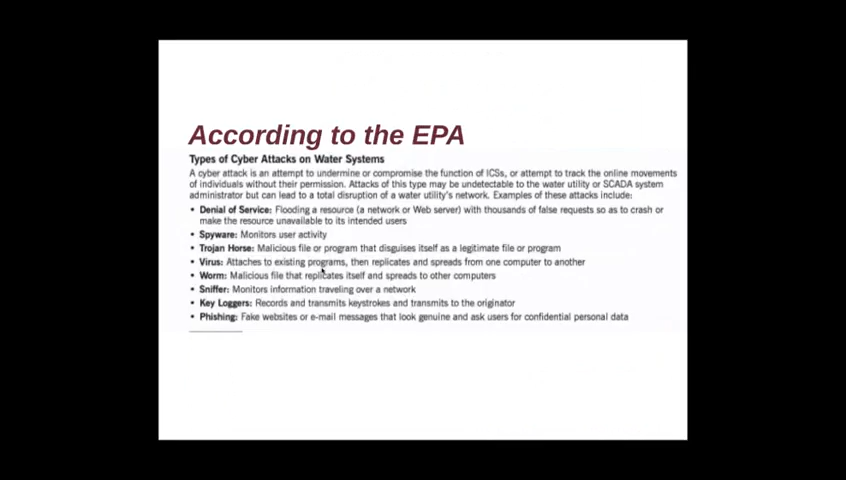 According to the EPA
Types of Cyber Attacks on Water Systems
A cyber attack is an attempt to undermine or compromise the function of ICSs, or attempt to track the online movements
of individuals without their permission. Attacks of this type may be undetectable to the water utility or SCADA system
administrator but can lead to a total disruption of a water utility's network. Examples of these attacks include:
• Denial of Service: Flooding a resource (a network or Web server) with thousands of false requests so as to crash or
make the resource unavailable to its intended users
• Spyware: Monitors user activity
• Trojan Horse: Malicious file or program that disguises itself as a legitimate file or program
• Virus: Attaches to existing programs, then replicates and spreads from one computer to another
• Worm: Malicious file that replicates itself and spreads to other computers
• Sniffer: Monitors information traveling over a network
• Key Loggers: Records and transmits keystrokes and transmits to the originator
• Phishing: Fake websites or e-mail messages that look genuine and ask users for confidential personal data